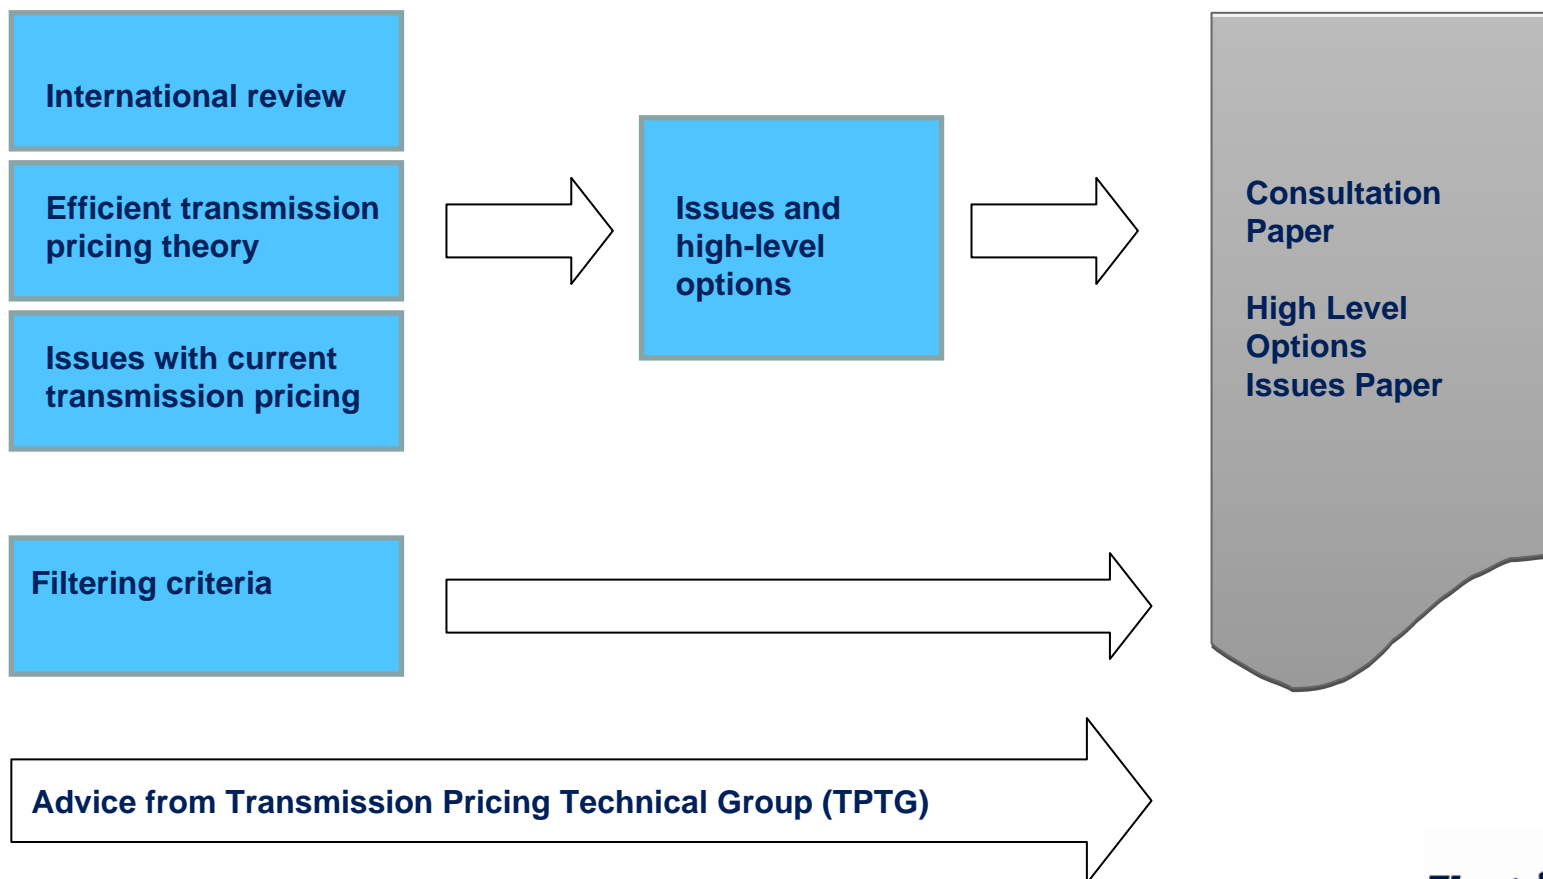 International review
Efficient transmission
pricing theory
Issues with current
transmission pricing
Issues and
high-level
options
Consultation
Paper
High Level
Options
Issues Paper
Filtering criteria
Advice from Transmission Pricing Technical Group (TPTG)